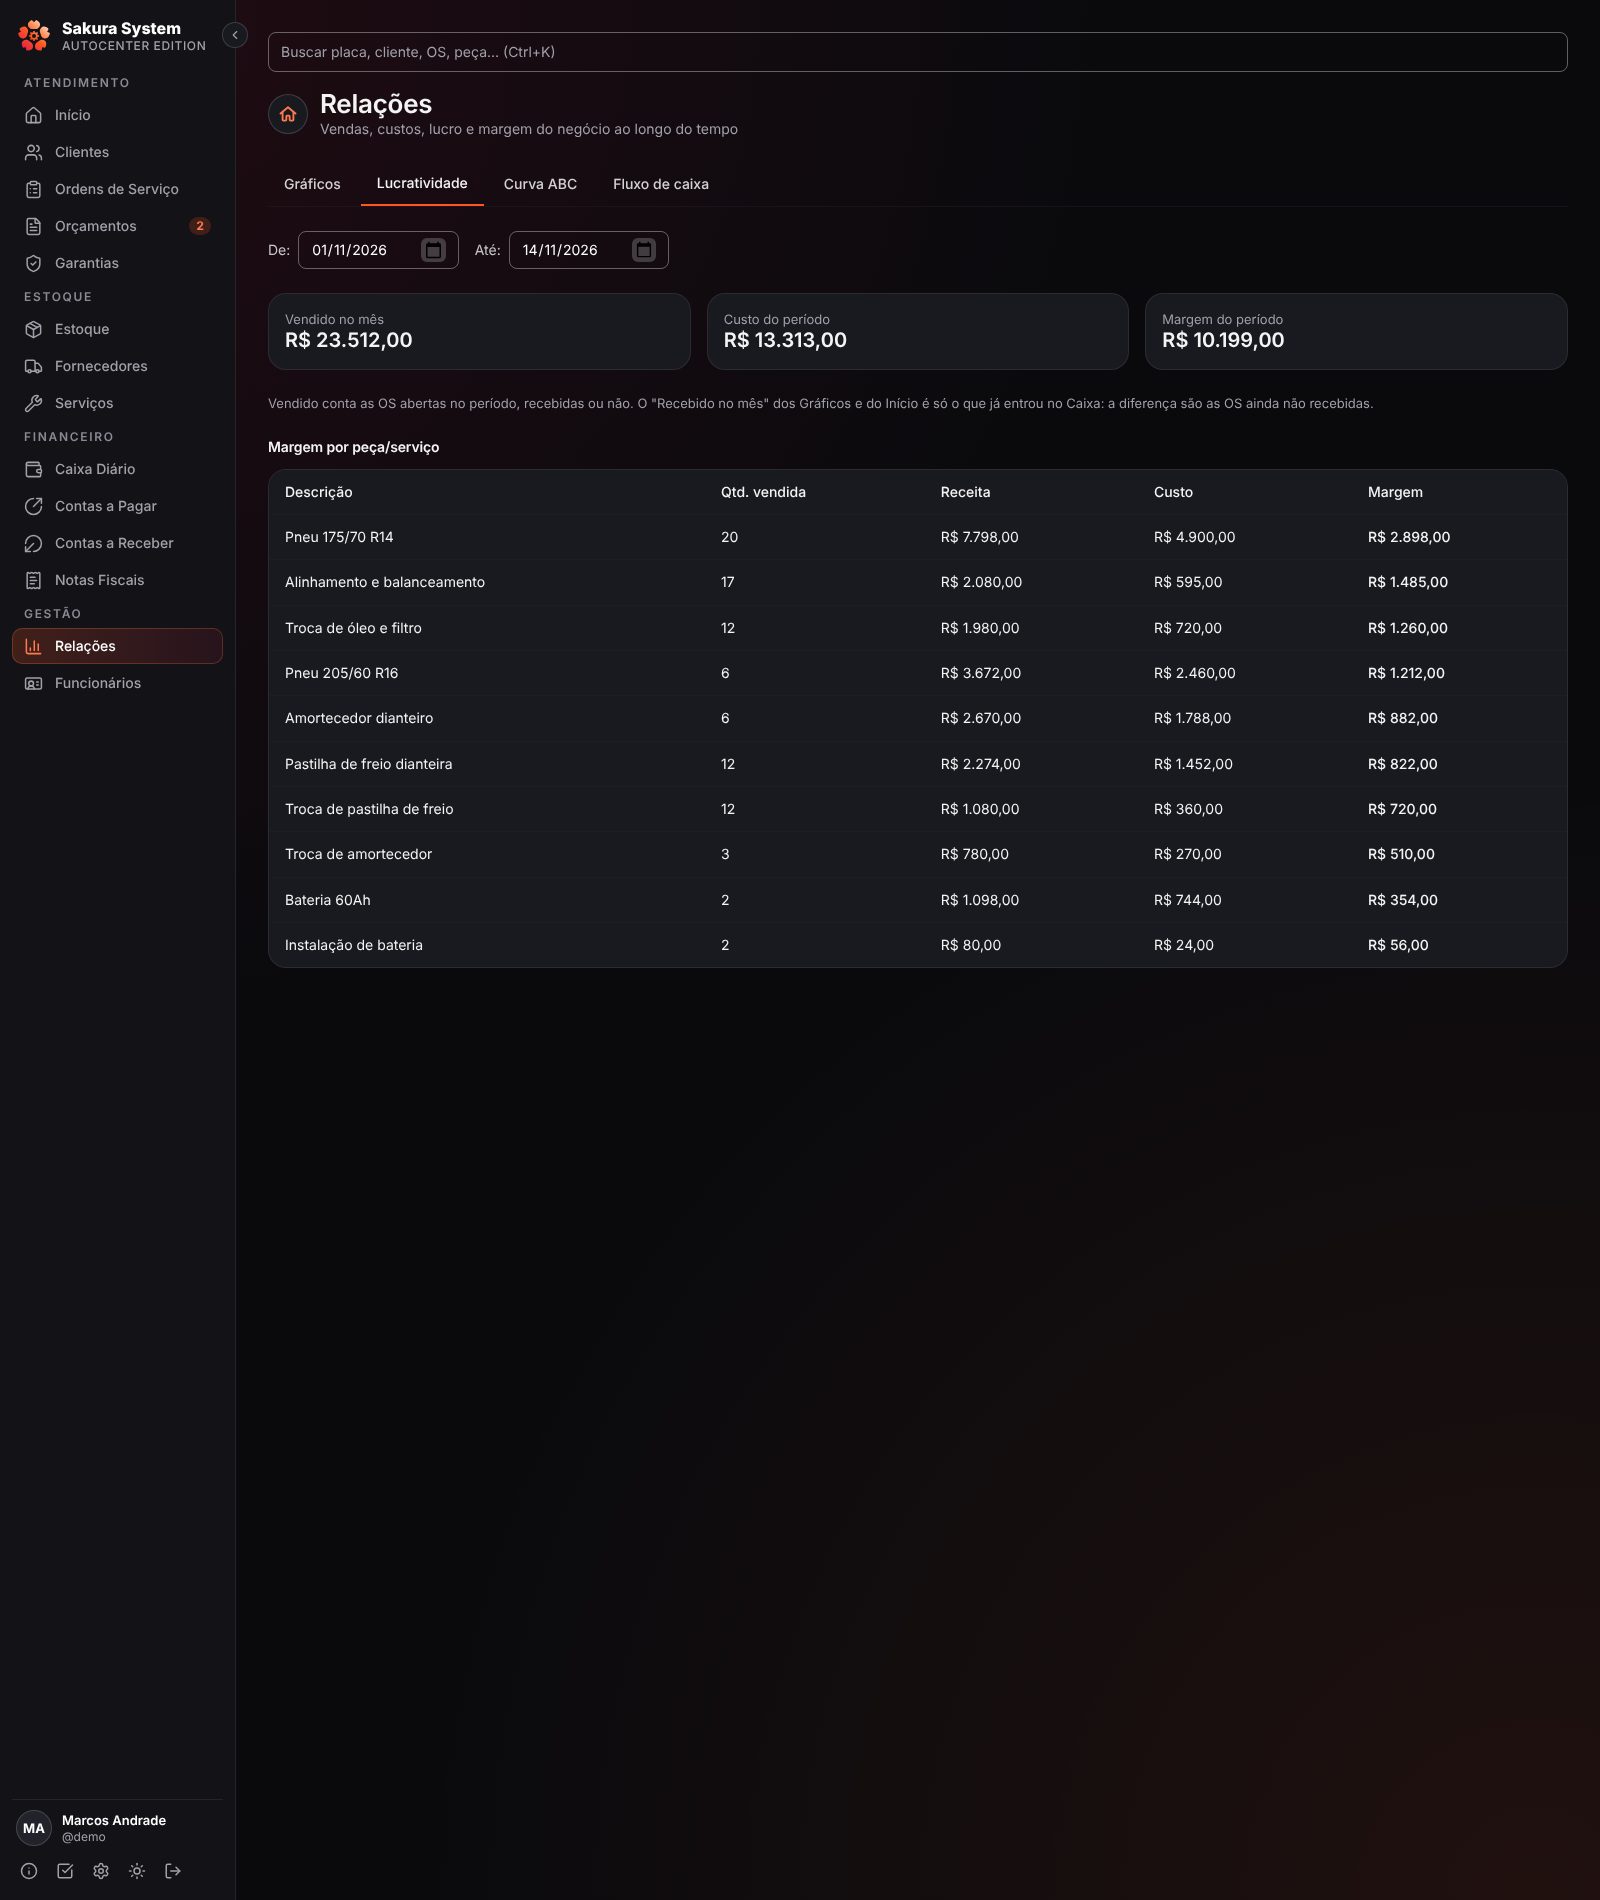 Sakura System
AUTOCENTER EDITION
ATENDIMENTO
Início
Clientes
Ordens de Serviço
Orçamentos 2
Garantias
ESTOQUE
Estoque
Fornecedores
Serviços
FINANCEIRO
Caixa Diário
Contas a Pagar
Contas a Receber
Notas Fiscais
GESTÃO
Relações
Funcionários
MA
Marcos Andrade
@demo
Buscar placa, cliente, OS, peça... (Ctrl+K)
Relações
Vendas, custos, lucro e margem do negócio ao longo do tempo
Gráficos Lucratividade Curva ABC Fluxo de caixa
De: 01/11/2026 Até: 14/11/2026
Vendido no mês
R$ 23.512,00
Custo do período
R$ 13.313,00
Margem do período
R$ 10.199,00
Vendido conta as OS abertas no período, recebidas ou não. O "Recebido no mês" dos Gráficos e do Início é só o que já entrou no Caixa: a diferença são as OS ainda não recebidas.
Margem por peça/serviço
Descrição Qtd. vendida Receita Custo Margem
Pneu 175/70 R14 20 R$ 7.798,00 R$ 4.900,00 R$ 2.898,00
Alinhamento e balanceamento 17 R$ 2.080,00 R$ 595,00 R$ 1.485,00
Troca de óleo e filtro 12 R$ 1.980,00 R$ 720,00 R$ 1.260,00
Pneu 205/60 R16 6 R$ 3.672,00 R$ 2.460,00 R$ 1.212,00
Amortecedor dianteiro 6 R$ 2.670,00 R$ 1.788,00 R$ 882,00
Pastilha de freio dianteira 12 R$ 2.274,00 R$ 1.452,00 R$ 822,00
Troca de pastilha de freio 12 R$ 1.080,00 R$ 360,00 R$ 720,00
Troca de amortecedor 3 R$ 780,00 R$ 270,00 R$ 510,00
Bateria 60Ah 2 R$ 1.098,00 R$ 744,00 R$ 354,00
Instalação de bateria 2 R$ 80,00 R$ 24,00 R$ 56,00